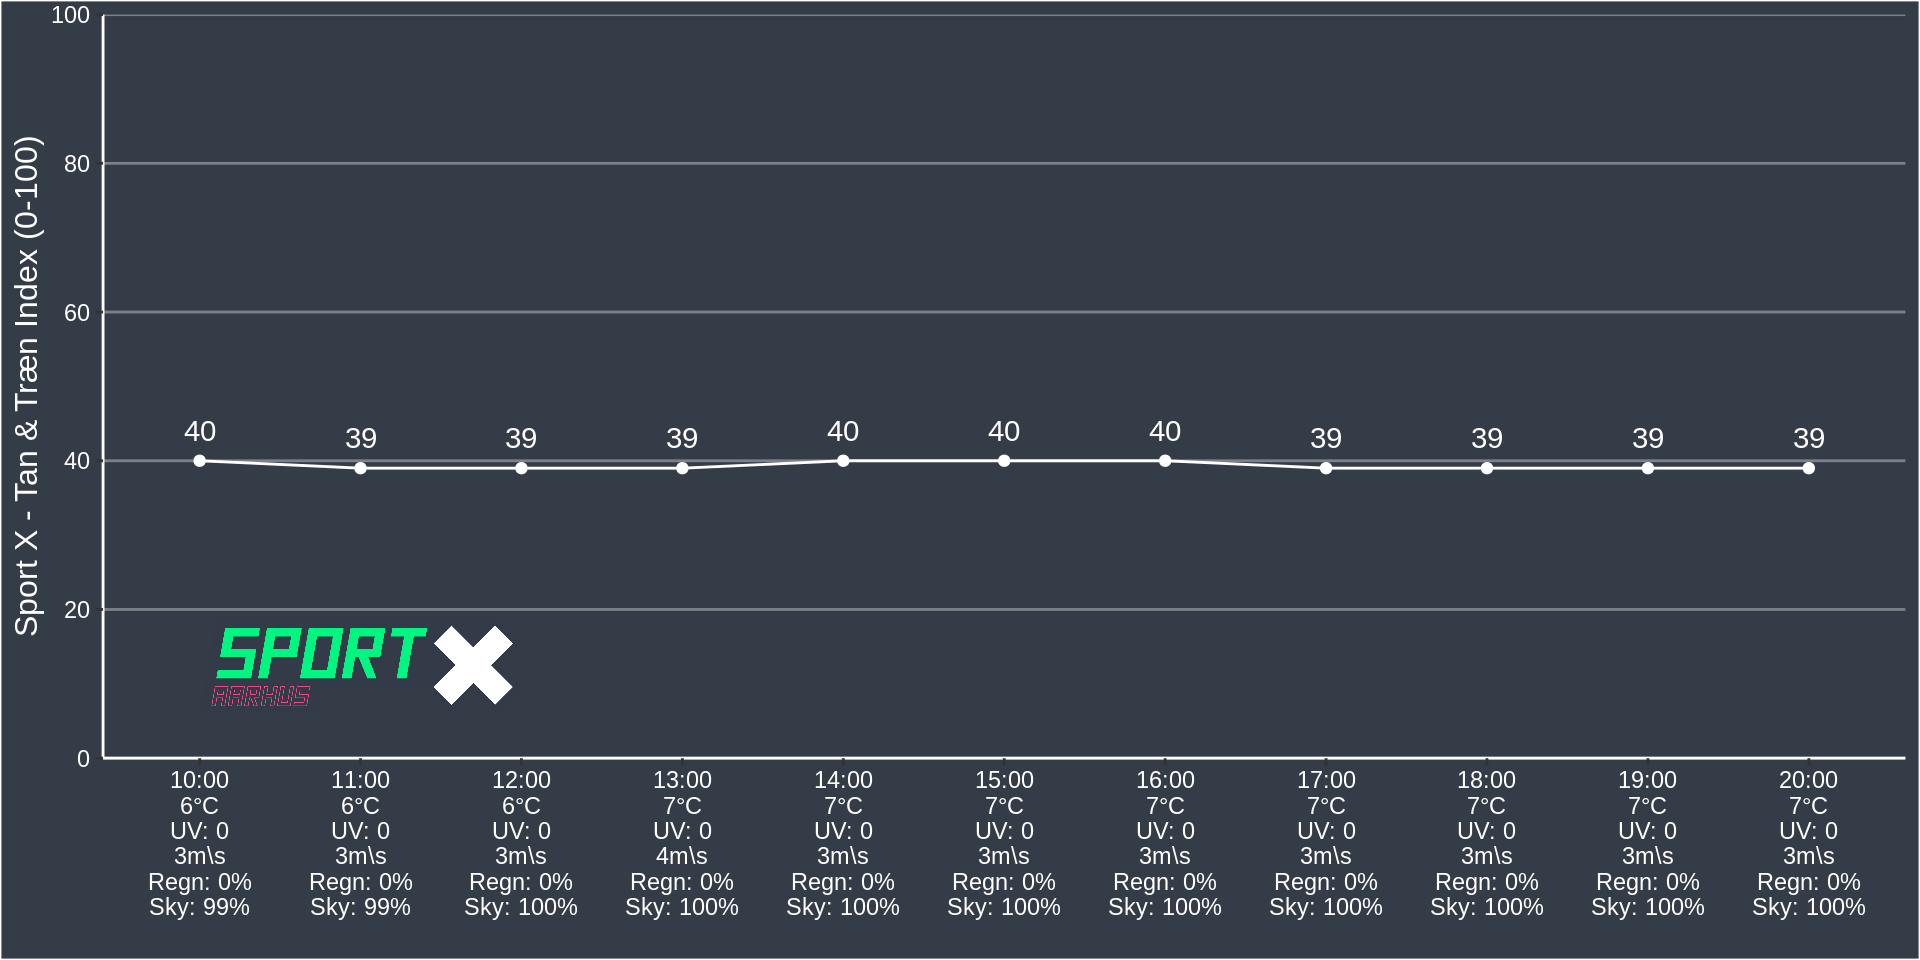 Sport X - Tan & Træn Index (0-100)
100
80
60
40
20
0
40 39 39 39 40 40 40 39 39 39 39
SPORT X
AARHUS
10:00 11:00 12:00 13:00 14:00 15:00 16:00 17:00 18:00 19:00 20:00
6°C 6°C 6°C 7°C 7°C 7°C 7°C 7°C 7°C 7°C 7°C
UV: 0 UV: 0 UV: 0 UV: 0 UV: 0 UV: 0 UV: 0 UV: 0 UV: 0 UV: 0 UV: 0
3m\s 3m\s 3m\s 4m\s 3m\s 3m\s 3m\s 3m\s 3m\s 3m\s 3m\s
Regn: 0% Regn: 0% Regn: 0% Regn: 0% Regn: 0% Regn: 0% Regn: 0% Regn: 0% Regn: 0% Regn: 0% Regn: 0%
Sky: 99% Sky: 99% Sky: 100% Sky: 100% Sky: 100% Sky: 100% Sky: 100% Sky: 100% Sky: 100% Sky: 100% Sky: 100%